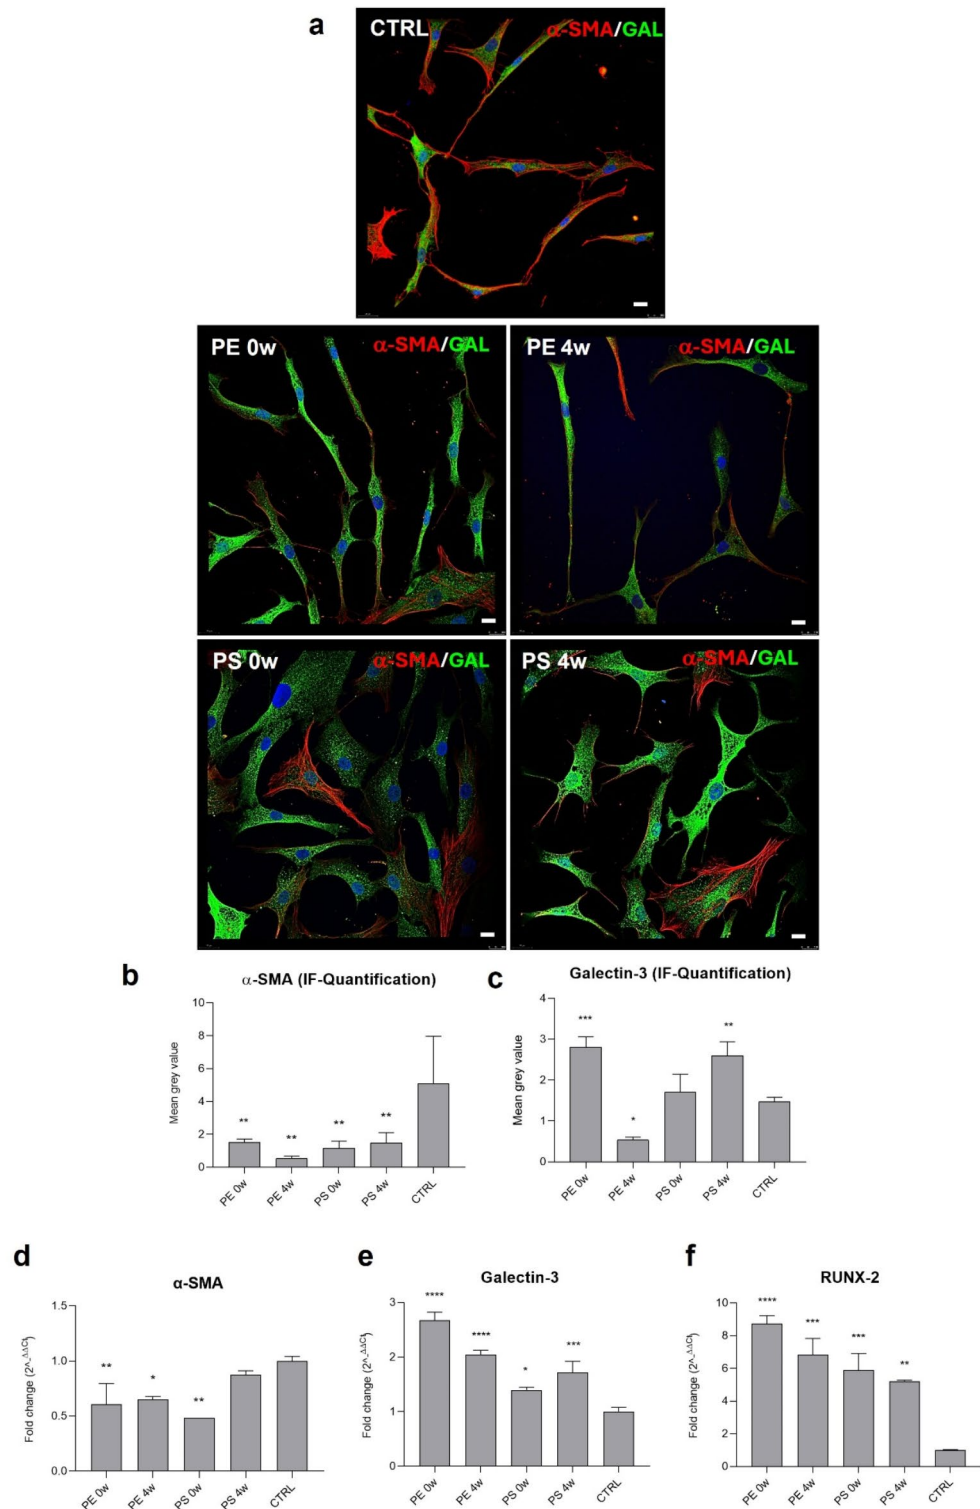 a
CTRL
α-SMA/GAL
PE 0w
α-SMA/GAL
PE 4w
α-SMA/GAL
PS 0w
α-SMA/GAL
PS 4w
α-SMA/GAL
b
α-SMA (IF-Quantification)
Mean grey value
10
8
6
4
2
0
**
**
**
**
PE 0w
PE 4w
PS 0w
PS 4w
CTRL
c
Galectin-3 (IF-Quantification)
Mean grey value
4
3
2
1
0
***
*
**
PE 0w
PE 4w
PS 0w
PS 4w
CTRL
d
α-SMA
Fold change (2^-ΔΔCt)
1.5
1.0
0.5
0.0
**
*
**
PE 0w
PE 4w
PS 0w
PS 4w
CTRL
e
Galectin-3
Fold change (2^-ΔΔCt)
3
2
1
0
****
****
*
***
PE 0w
PE 4w
PS 0w
PS 4w
CTRL
f
RUNX-2
Fold change (2^-ΔΔCt)
10
8
6
4
2
0
****
***
***
**
PE 0w
PE 4w
PS 0w
PS 4w
CTRL